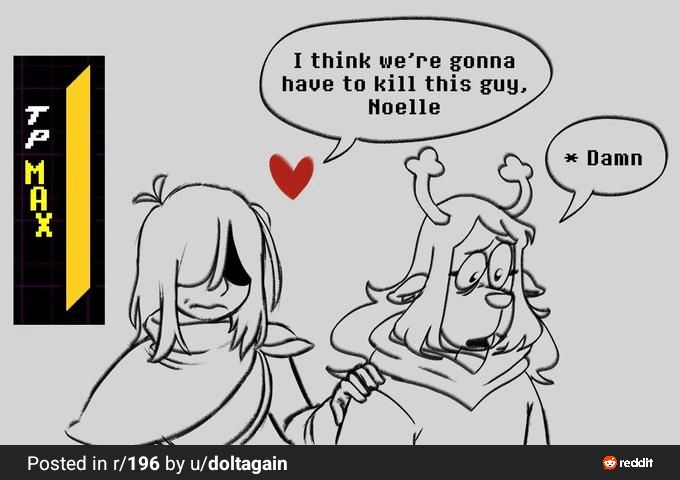 I think we're gonna
have to kill this guy,
Noelle
* Damn
TP
MAX
Posted in r/196 by u/doltagain
reddit